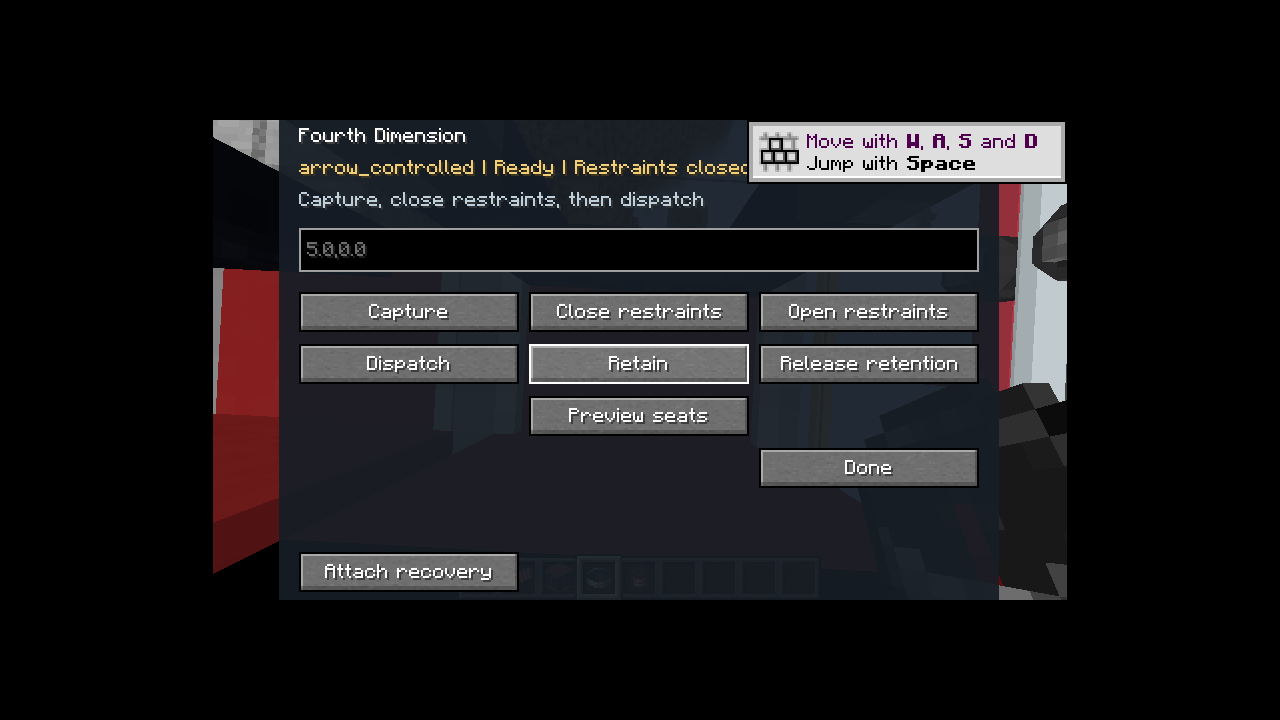 Fourth Dimension
arrow_controlled | Ready | Restraints closed
Move with W, A, S and D
Jump with Space
Capture, close restraints, then dispatch
5.0,0.0
Capture
Close restraints
Open restraints
Dispatch
Retain
Release retention
Preview seats
Done
Attach recovery